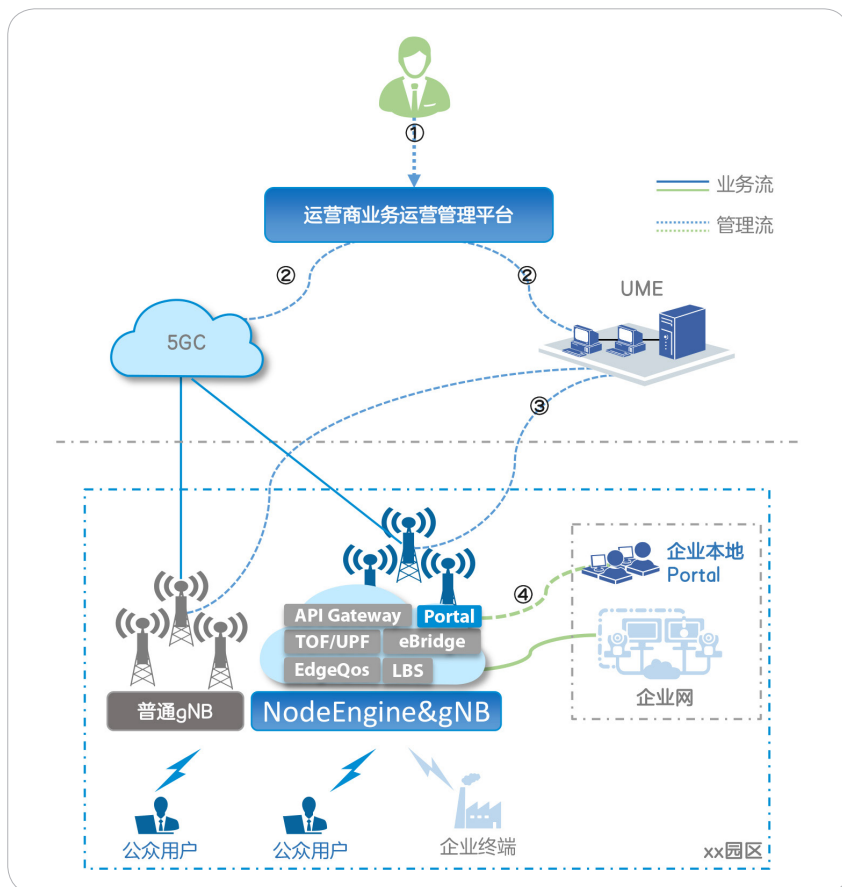 ①
运营商业务运营管理平台
业务流
管理流
②
②
UME
5GC
③
企业本地
Portal
④
API Gateway
Portal
TOF/UPF
eBridge
EdgeQos
LBS
企业网
普通gNB
NodeEngine&gNB
公众用户
公众用户
企业终端
xx园区